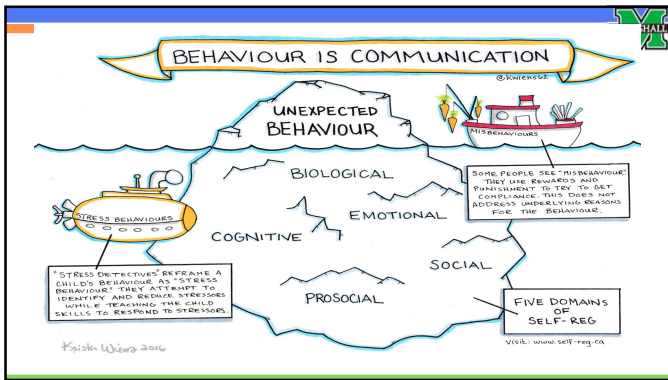 SHALL
BEHAVIOUR IS COMMUNICATION
@kwiens62
UNEXPECTED
BEHAVIOUR
MISBEHAVIOURS
BIOLOGICAL
SOME PEOPLE SEE "MISBEHAVIOUR."
THEY USE REWARDS AND
PUNISHMENT TO TRY TO GET
COMPLIANCE. THIS DOES NOT
ADDRESS UNDERLYING REASONS
FOR THE BEHAVIOUR.
STRESS BEHAVIOURS
EMOTIONAL
COGNITIVE
SOCIAL
"STRESS DETECTIVES" REFRAME A
CHILD'S BEHAVIOUR AS "STRESS
BEHAVIOUR." THEY ATTEMPT TO
IDENTIFY AND REDUCE STRESSORS
WHILE TEACHING THE CHILD
SKILLS TO RESPOND TO STRESSORS.
PROSOCIAL
FIVE DOMAINS
OF
SELF-REG
Kristin Wiens 2016
Visit: www.self-reg.ca